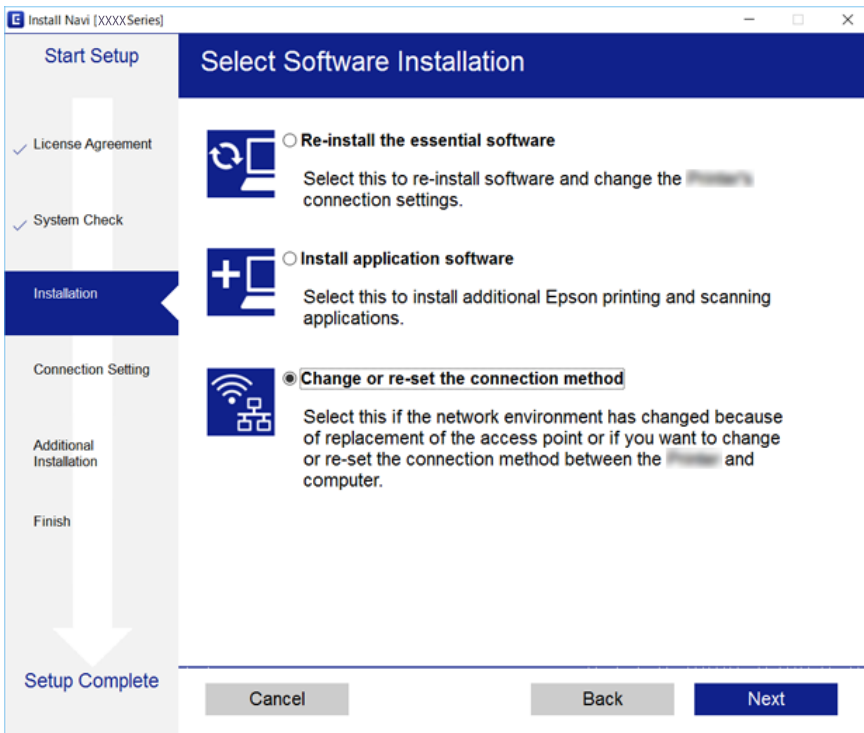 Install Navi [XXXX Series]
Start Setup
License Agreement
System Check
Installation
Connection Setting
Additional
Installation
Finish
Setup Complete
Select Software Installation
Re-install the essential software
Select this to re-install software and change the
connection settings.
Install application software
Select this to install additional Epson printing and scanning
applications.
Change or re-set the connection method
Select this if the network environment has changed because
of replacement of the access point or if you want to change
or re-set the connection method between the and
computer.
Cancel
Back
Next